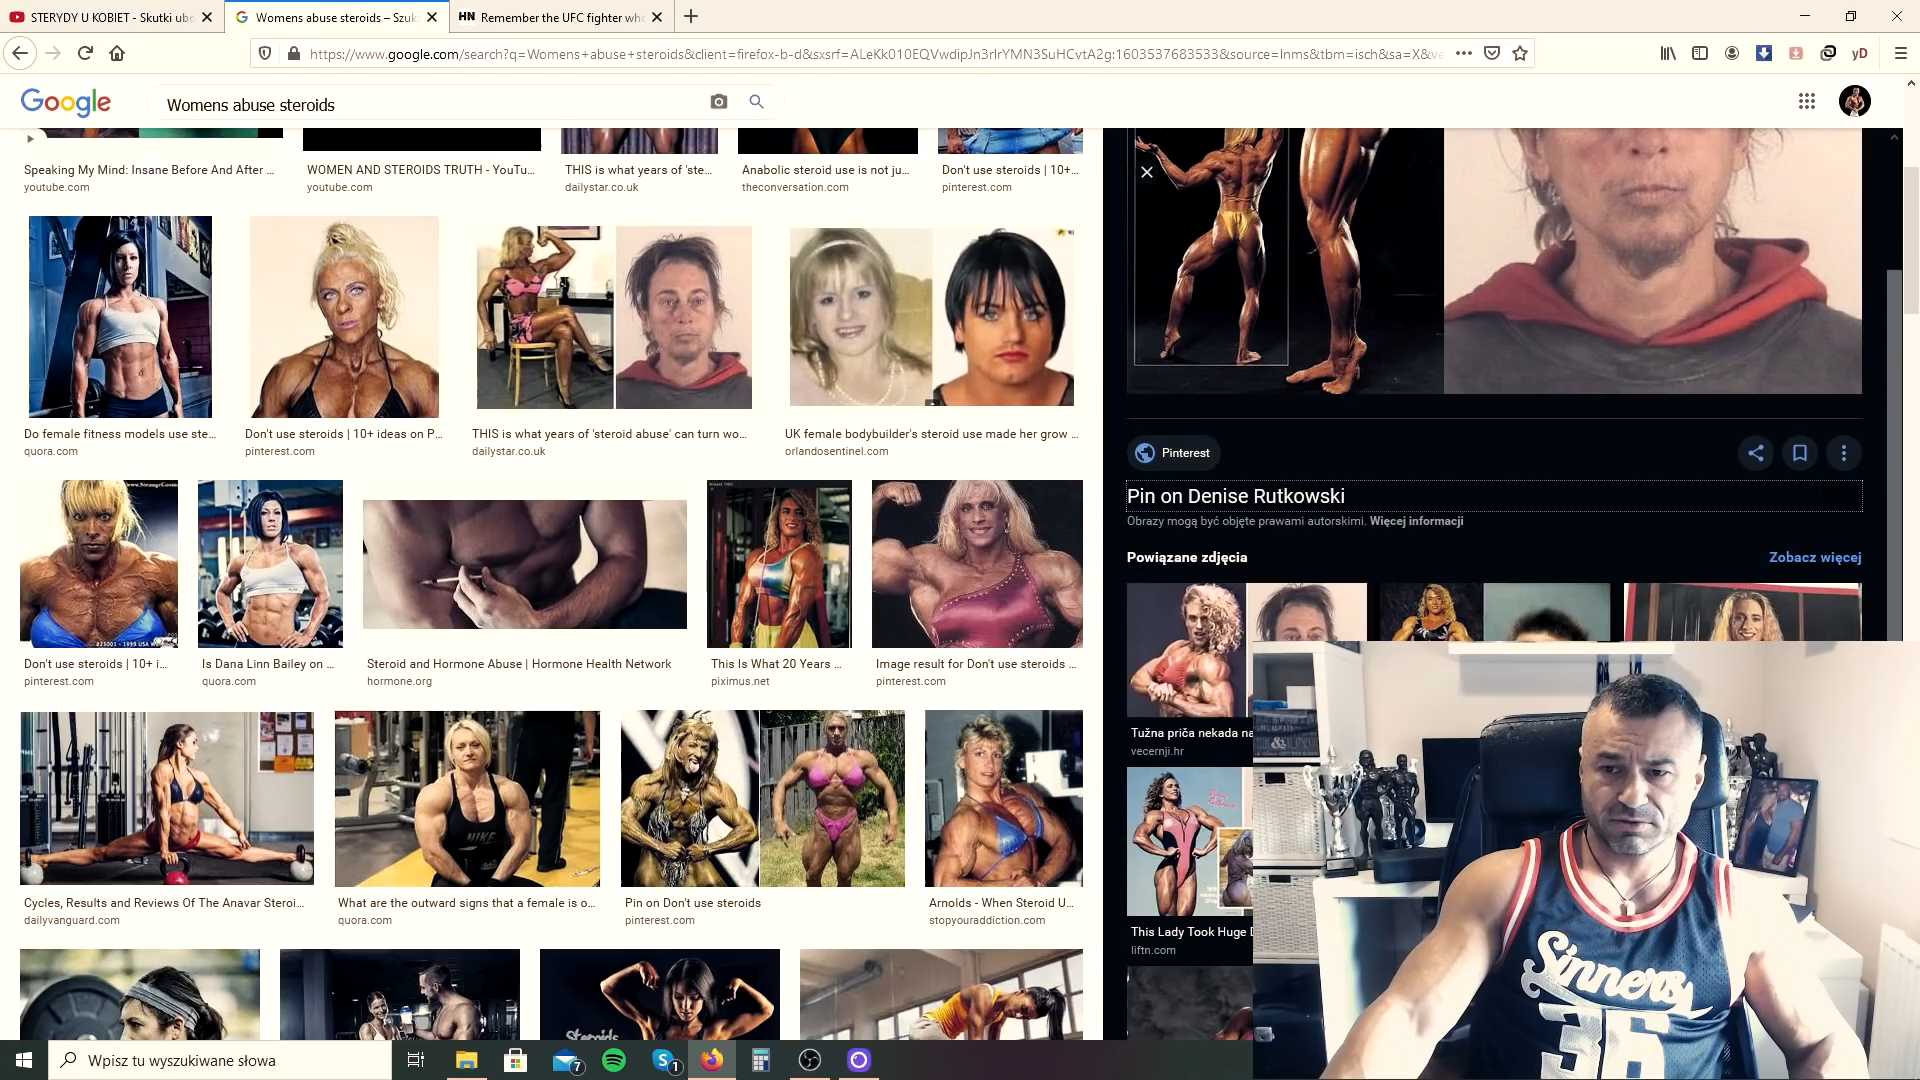 STERYDY U KOBIET - Skutki ubo
Womens abuse steroids – Szuk
HN Remember the UFC fighter wh
https://www.google.com/search?q=Womens+abuse+steroids&client=firefox-b-d&sxsrf=ALeKk010EQVwdipJn3rIrYMN3SuHCvtA2g:1603537683533&source=lnms&tbm=isch&sa=X&ve
yD
Google
Womens abuse steroids
Speaking My Mind: Insane Before And After ...
youtube.com
WOMEN AND STEROIDS TRUTH - YouTu...
youtube.com
THIS is what years of 'ste...
dailystar.co.uk
Anabolic steroid use is not ju...
theconversation.com
Don't use steroids | 10+...
pinterest.com
Do female fitness models use ste...
quora.com
Don't use steroids | 10+ ideas on P...
pinterest.com
THIS is what years of 'steroid abuse' can turn wo...
dailystar.co.uk
UK female bodybuilder's steroid use made her grow ...
orlandosentinel.com
Don't use steroids | 10+ i...
pinterest.com
Is Dana Linn Bailey on ...
quora.com
Steroid and Hormone Abuse | Hormone Health Network
hormone.org
This Is What 20 Years ...
piximus.net
Image result for Don't use steroids ...
pinterest.com
NIKE
Cycles, Results and Reviews Of The Anavar Steroi...
dailyvanguard.com
What are the outward signs that a female is o...
quora.com
Pin on Don't use steroids
pinterest.com
Arnolds - When Steroid U...
stopyouraddiction.com
Steroids
Pinterest
Pin on Denise Rutkowski
Obrazy mogą być objęte prawami autorskimi. Więcej informacji
Powiązane zdjęcia
Zobacz więcej
Tužna priča nekada na
vecernji.hr
This Lady Took Huge D
liftn.com
Sinners
36
Wpisz tu wyszukiwane słowa
7
1